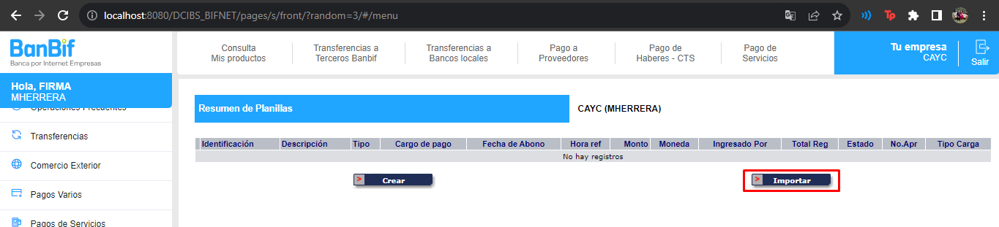 localhost:8080/DCIBS_BIFNET/pages/s/front/?random=3/#/menu
BanBif
Banca por Internet Empresas
Consulta
Mis productos
Transferencias a
Terceros Banbif
Transferencias a
Bancos locales
Pago a
Proveedores
Pago de
Haberes - CTS
Pago de
Servicios
Tu empresa
CAYC
Salir
Hola, FIRMA
MHERRERA
Operaciones Frecuentes
Transferencias
Comercio Exterior
Pagos Varios
Pagos de Servicios
Resumen de Planillas
CAYC (MHERRERA)
Identificación Descripción Tipo Cargo de pago Fecha de Abono Hora ref Monto Moneda Ingresado Por Total Reg Estado No.Apr Tipo Carga
No hay registros
> Crear
> Importar